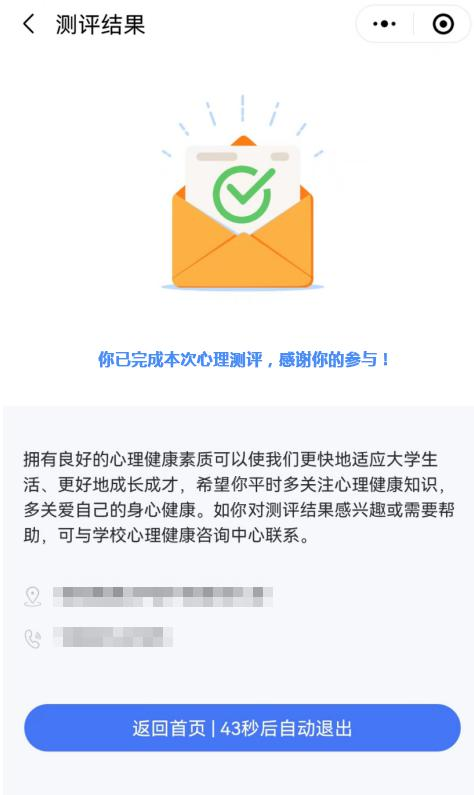 测评结果
你已完成本次心理测评，感谢你的参与！
拥有良好的心理健康素质可以使我们更快地适应大学生
活、更好地成长成才，希望你平时多关注心理健康知识，
多关爱自己的身心健康。如你对测评结果感兴趣或需要帮
助，可与学校心理健康咨询中心联系。
返回首页 | 43秒后自动退出